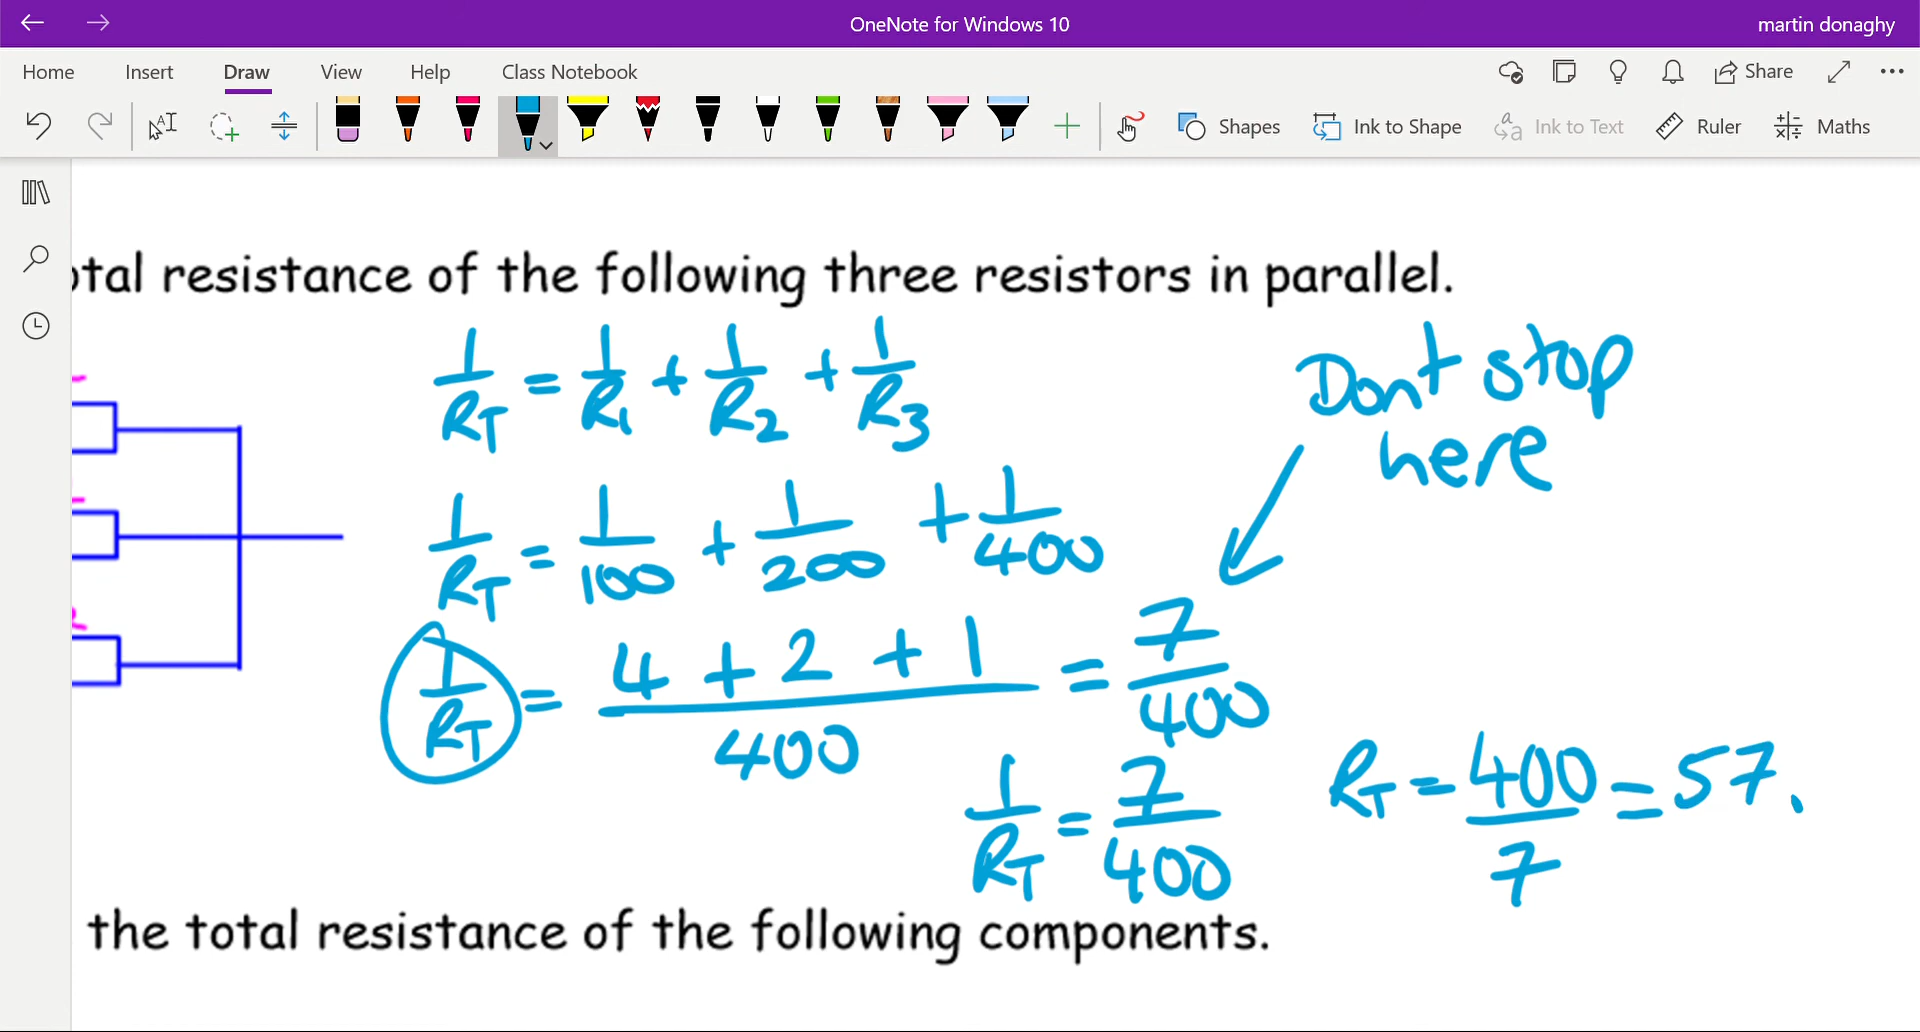 OneNote for Windows 10
martin donaghy
Home Insert Draw View Help Class Notebook Share
Shapes Ink to Shape Ink to Text Ruler Maths
otal resistance of the following three resistors in parallel.
1/RT = 1/R1 + 1/R2 + 1/R3
Dont stop
here
1/RT = 1/100 + 1/200 + 1/400
1/RT = 4 + 2 + 1/400 = 7/400
1/RT = 7/400
RT = 400/7 = 57.
the total resistance of the following components.